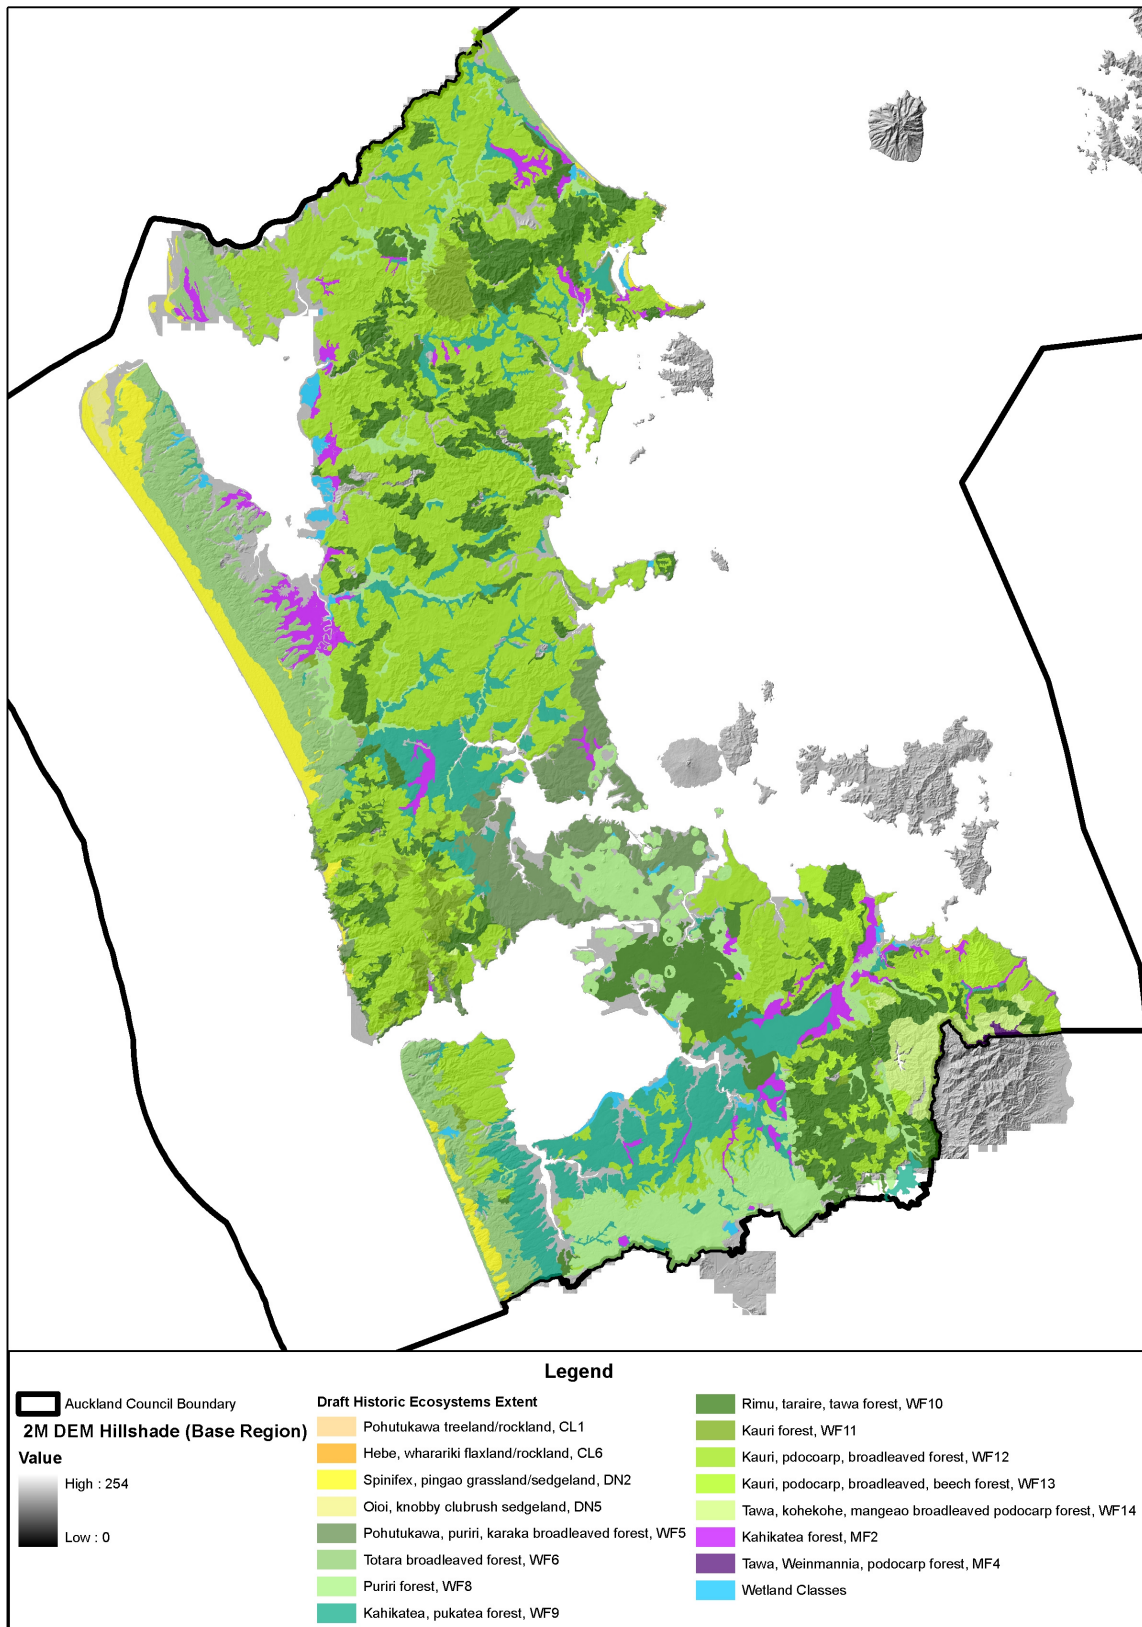 Legend
Auckland Council Boundary
2M DEM Hillshade (Base Region)
Value
High : 254
Low : 0
Draft Historic Ecosystems Extent
Pohutukawa treeland/rockland, CL1
Hebe, wharariki flaxland/rockland, CL6
Spinifex, pingao grassland/sedgeland, DN2
Oioi, knobby clubrush sedgeland, DN5
Pohutukawa, puriri, karaka broadleaved forest, WF5
Totara broadleaved forest, WF6
Puriri forest, WF8
Kahikatea, pukatea forest, WF9
Rimu, taraire, tawa forest, WF10
Kauri forest, WF11
Kauri, pdocoarp, broadleaved forest, WF12
Kauri, podocarp, broadleaved, beech forest, WF13
Tawa, kohekohe, mangeao broadleaved podocarp forest, WF14
Kahikatea forest, MF2
Tawa, Weinmannia, podocarp forest, MF4
Wetland Classes